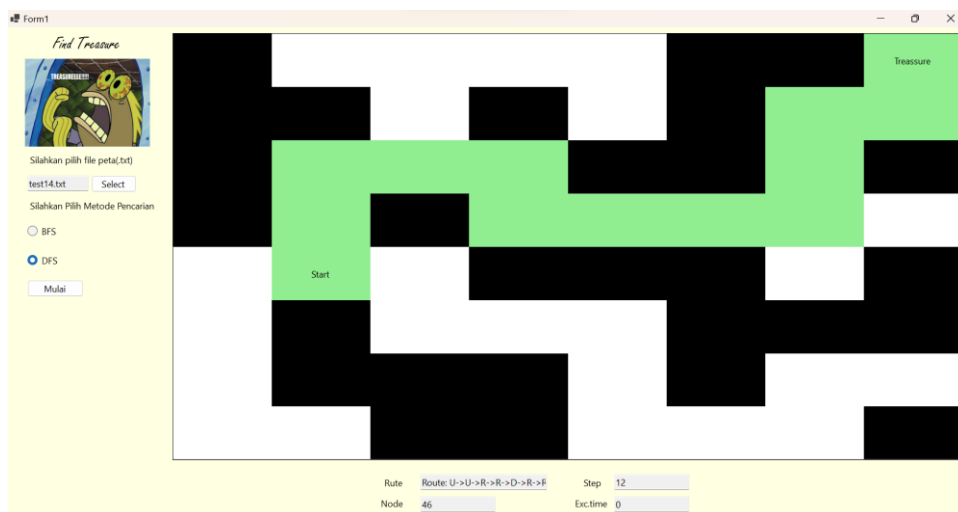 Form1
Find Treasure
TREASUREEE!!!!
Silahkan pilih file peta(.txt)
test14.txt
Select
Silahkan Pilih Metode Pencarian
BFS
DFS
Mulai
Treassure
Start
Rute
Route: U->U->R->R->D->R->R
Step
12
Node
46
Exc.time
0